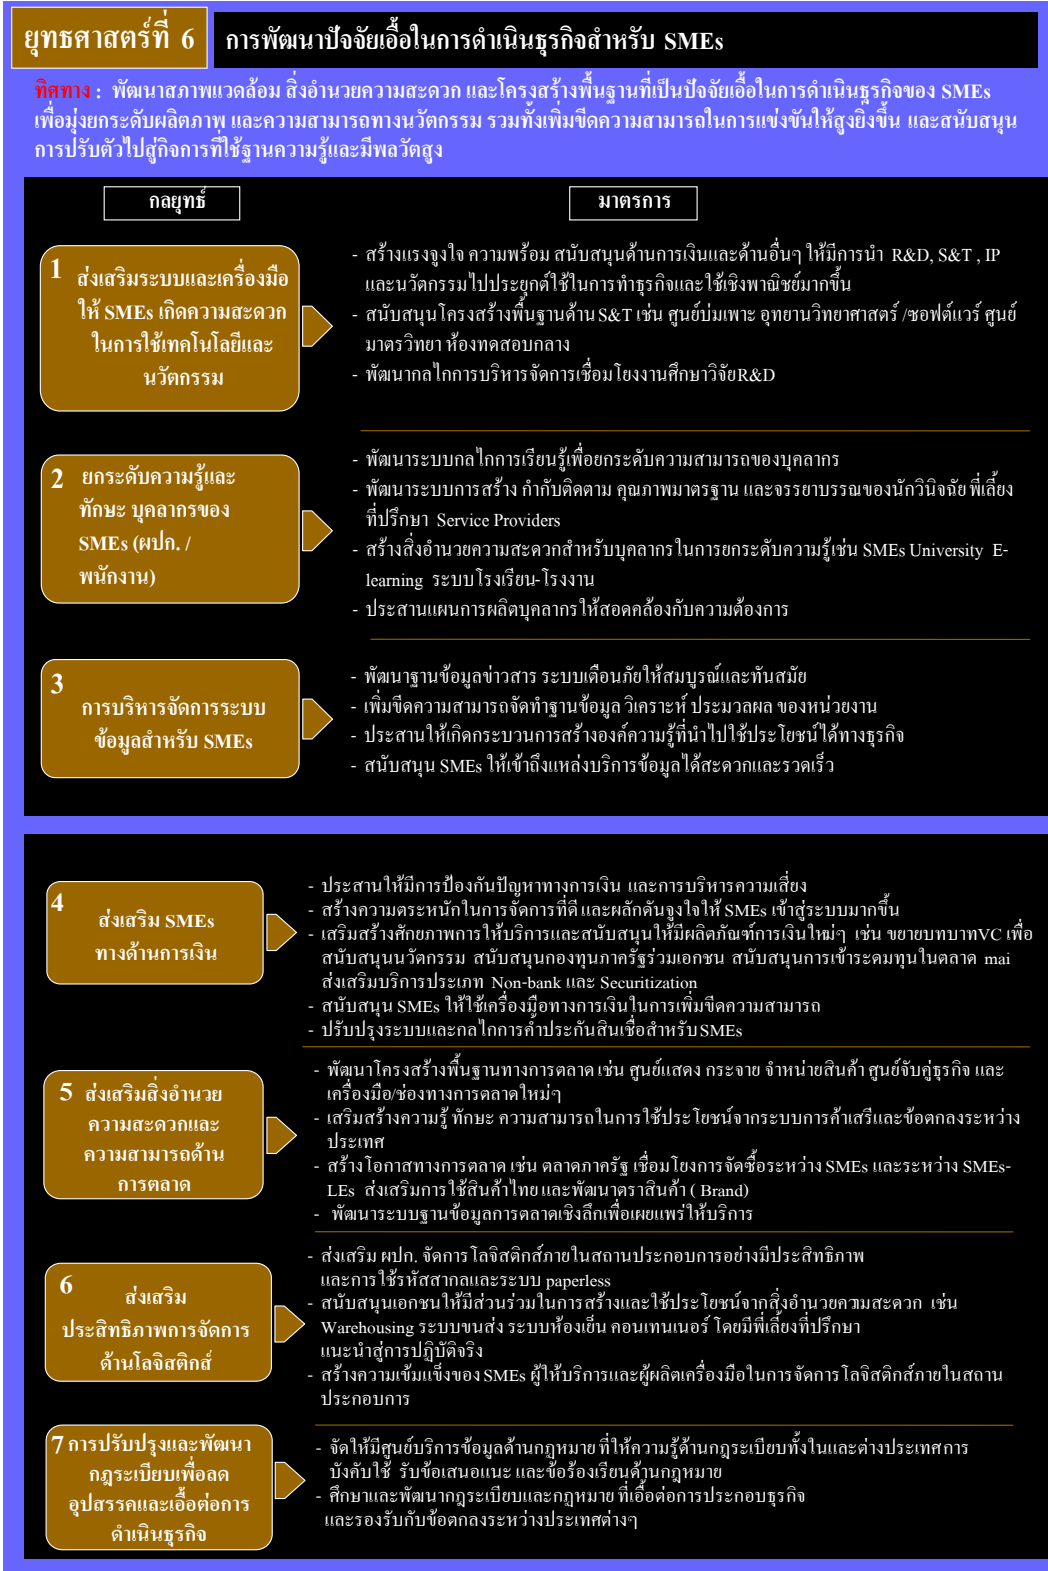 ยุทธศาสตร์ที่ 6
การพัฒนาปัจจัยเอื้อในการดำเนินธุรกิจสำหรับ SMEs
ทิศทาง : พัฒนาสภาพแวดล้อม สิ่งอำนวยความสะดวก และโครงสร้างพื้นฐานที่เป็นปัจจัยเอื้อในการดำเนินธุรกิจของ SMEs
เพื่อมุ่งยกระดับผลิตภาพ และความสามารถทางนวัตกรรม รวมทั้งเพิ่มขีดความสามารถในการแข่งขันให้สูงยิ่งขึ้น และสนับสนุน
การปรับตัวไปสู่กิจการที่ใช้ฐานความรู้และมีพลวัตสูง
กลยุทธ์
มาตรการ
1 ส่งเสริมระบบและเครื่องมือ
ให้ SMEs เกิดความสะดวก
ในการใช้เทคโนโลยีและ
นวัตกรรม
- สร้างแรงจูงใจ ความพร้อม สนับสนุนด้านการเงินและด้านอื่นๆ ให้มีการนำ R&D, S&T , IP
และนวัตกรรมไปประยุกต์ใช้ในการทำธุรกิจและใช้เชิงพาณิชย์มากขึ้น
- สนับสนุนโครงสร้างพื้นฐานด้าน S&T เช่น ศูนย์บ่มเพาะ อุทยานวิทยาศาสตร์ /ซอฟต์แวร์ ศูนย์
มาตรวิทยา ห้องทดสอบกลาง
- พัฒนากลไกการบริหารจัดการเชื่อมโยงงานศึกษาวิจัยR&D
2 ยกระดับความรู้และ
ทักษะ บุคลากรของ
SMEs (ผปก. /
พนักงาน)
- พัฒนาระบบกลไกการเรียนรู้เพื่อยกระดับความสามารถของบุคลากร
- พัฒนาระบบการสร้าง กำกับติดตาม คุณภาพมาตรฐาน และจรรยาบรรณของนักวินิจฉัย พี่เลี้ยง
ที่ปรึกษา Service Providers
- สร้างสิ่งอำนวยความสะดวกสำหรับบุคลากรในการยกระดับความรู้เช่น SMEs University E-
learning ระบบโรงเรียน-โรงงาน
- ประสานแผนการผลิตบุคลากรให้สอดคล้องกับความต้องการ
3
การบริหารจัดการระบบ
ข้อมูลสำหรับ SMEs
- พัฒนาฐานข้อมูลข่าวสาร ระบบเตือนภัยให้สมบูรณ์และทันสมัย
- เพิ่มขีดความสามารถจัดทำฐานข้อมูล วิเคราะห์ ประมวลผล ของหน่วยงาน
- ประสานให้เกิดกระบวนการสร้างองค์ความรู้ที่นำไปใช้ประโยชน์ได้ทางธุรกิจ
- สนับสนุน SMEs ให้เข้าถึงแหล่งบริการข้อมูลได้สะดวกและรวดเร็ว
4
ส่งเสริม SMEs
ทางด้านการเงิน
- ประสานให้มีการป้องกันปัญหาทางการเงิน และการบริหารความเสี่ยง
- สร้างความตระหนักในการจัดการที่ดี และผลักดันจูงใจให้ SMEs เข้าสู่ระบบมากขึ้น
- เสริมสร้างศักยภาพการให้บริการและสนับสนุนให้มีผลิตภัณฑ์การเงินใหม่ๆ เช่น ขยายบทบาทVC เพื่อ
สนับสนุนนวัตกรรม สนับสนุนกองทุนภาครัฐร่วมเอกชน สนับสนุนการเข้าระดมทุนในตลาด mai
ส่งเสริมบริการประเภท Non-bank และ Securitization
- สนับสนุน SMEs ให้ใช้เครื่องมือทางการเงินในการเพิ่มขีดความสามารถ
- ปรับปรุงระบบและกลไกการค้ำประกันสินเชื่อสำหรับSMEs
5 ส่งเสริมสิ่งอำนวย
ความสะดวกและ
ความสามารถด้าน
การตลาด
- พัฒนาโครงสร้างพื้นฐานทางการตลาด เช่น ศูนย์แสดง กระจาย จำหน่ายสินค้า ศูนย์จับคู่ธุรกิจ และ
เครื่องมือ/ช่องทางการตลาดใหม่ๆ
- เสริมสร้างความรู้ ทักษะ ความสามารถในการใช้ประโยชน์จากระบบการค้าเสรีและข้อตกลงระหว่าง
ประเทศ
- สร้างโอกาสทางการตลาด เช่น ตลาดภาครัฐ เชื่อมโยงการจัดซื้อระหว่าง SMEs และระหว่าง SMEs-
LEs ส่งเสริมการใช้สินค้าไทย และพัฒนาตราสินค้า ( Brand)
- พัฒนาระบบฐานข้อมูลการตลาดเชิงลึกเพื่อเผยแพร่ให้บริการ
6
ส่งเสริม
ประสิทธิภาพการจัดการ
ด้านโลจิสติกส์
- ส่งเสริม ผปก. จัดการโลจิสติกส์ภายในสถานประกอบการอย่างมีประสิทธิภาพ
และการใช้รหัสสากลและระบบ paperless
- สนับสนุนเอกชนให้มีส่วนร่วมในการสร้างและใช้ประโยชน์จากสิ่งอำนวยความสะดวก เช่น
Warehousing ระบบขนส่ง ระบบห้องเย็น คอนเทนเนอร์ โดยมีพี่เลี้ยงที่ปรึกษา
แนะนำสู่การปฏิบัติจริง
- สร้างความเข้มแข็งของ SMEs ผู้ให้บริการและผู้ผลิตเครื่องมือในการจัดการโลจิสติกส์ภายในสถาน
ประกอบการ
7 การปรับปรุงและพัฒนา
กฎระเบียบเพื่อลด
อุปสรรคและเอื้อต่อการ
ดำเนินธุรกิจ
- จัดให้มีศูนย์บริการข้อมูลด้านกฎหมาย ที่ให้ความรู้ด้านกฎระเบียบทั้งในและต่างประเทศการ
บังคับใช้ รับข้อเสนอแนะ และข้อร้องเรียนด้านกฎหมาย
- ศึกษาและพัฒนากฎระเบียบและกฎหมาย ที่เอื้อต่อการประกอบธุรกิจ
และรองรับกับข้อตกลงระหว่างประเทศต่างๆ